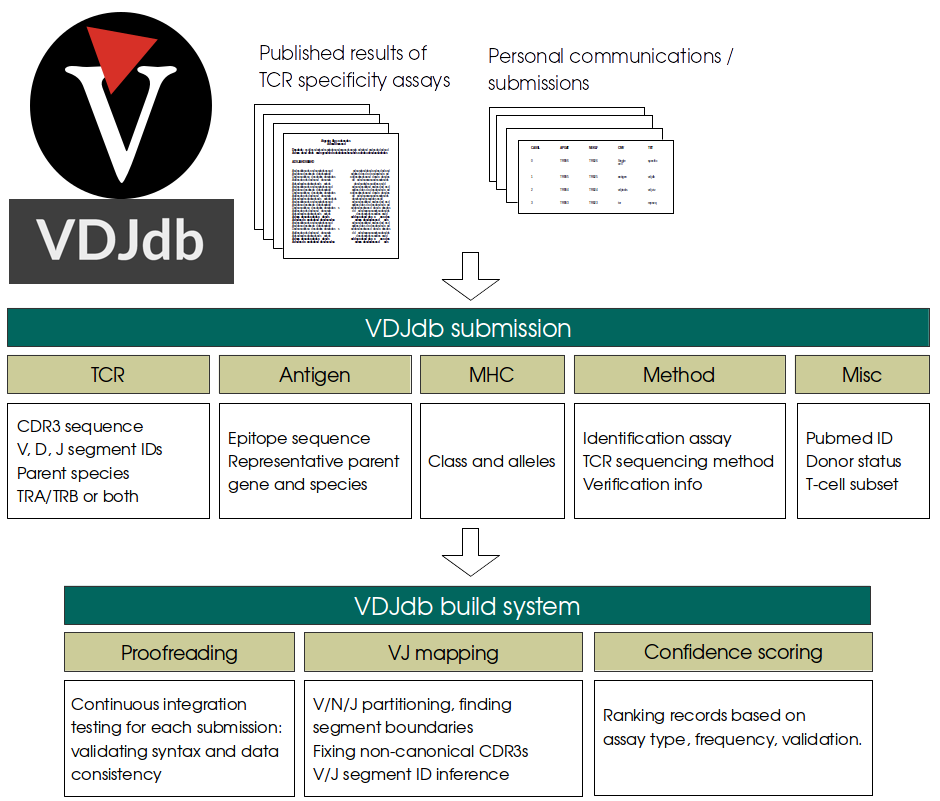 V
VDJdb
Published results of
TCR specificity assays
Personal communications /
submissions
VDJdb submission
TCR
CDR3 sequence
V, D, J segment IDs
Parent species
TRA/TRB or both
Antigen
Epitope sequence
Representative parent
gene and species
MHC
Class and alleles
Method
Identification assay
TCR sequencing method
Verification info
Misc
Pubmed ID
Donor status
T-cell subset
VDJdb build system
Proofreading
Continuous integration
testing for each submission:
validating syntax and data
consistency
VJ mapping
V/N/J partitioning, finding
segment boundaries
Fixing non-canonical CDR3s
V/J segment ID inference
Confidence scoring
Ranking records based on
assay type, frequency, validation.